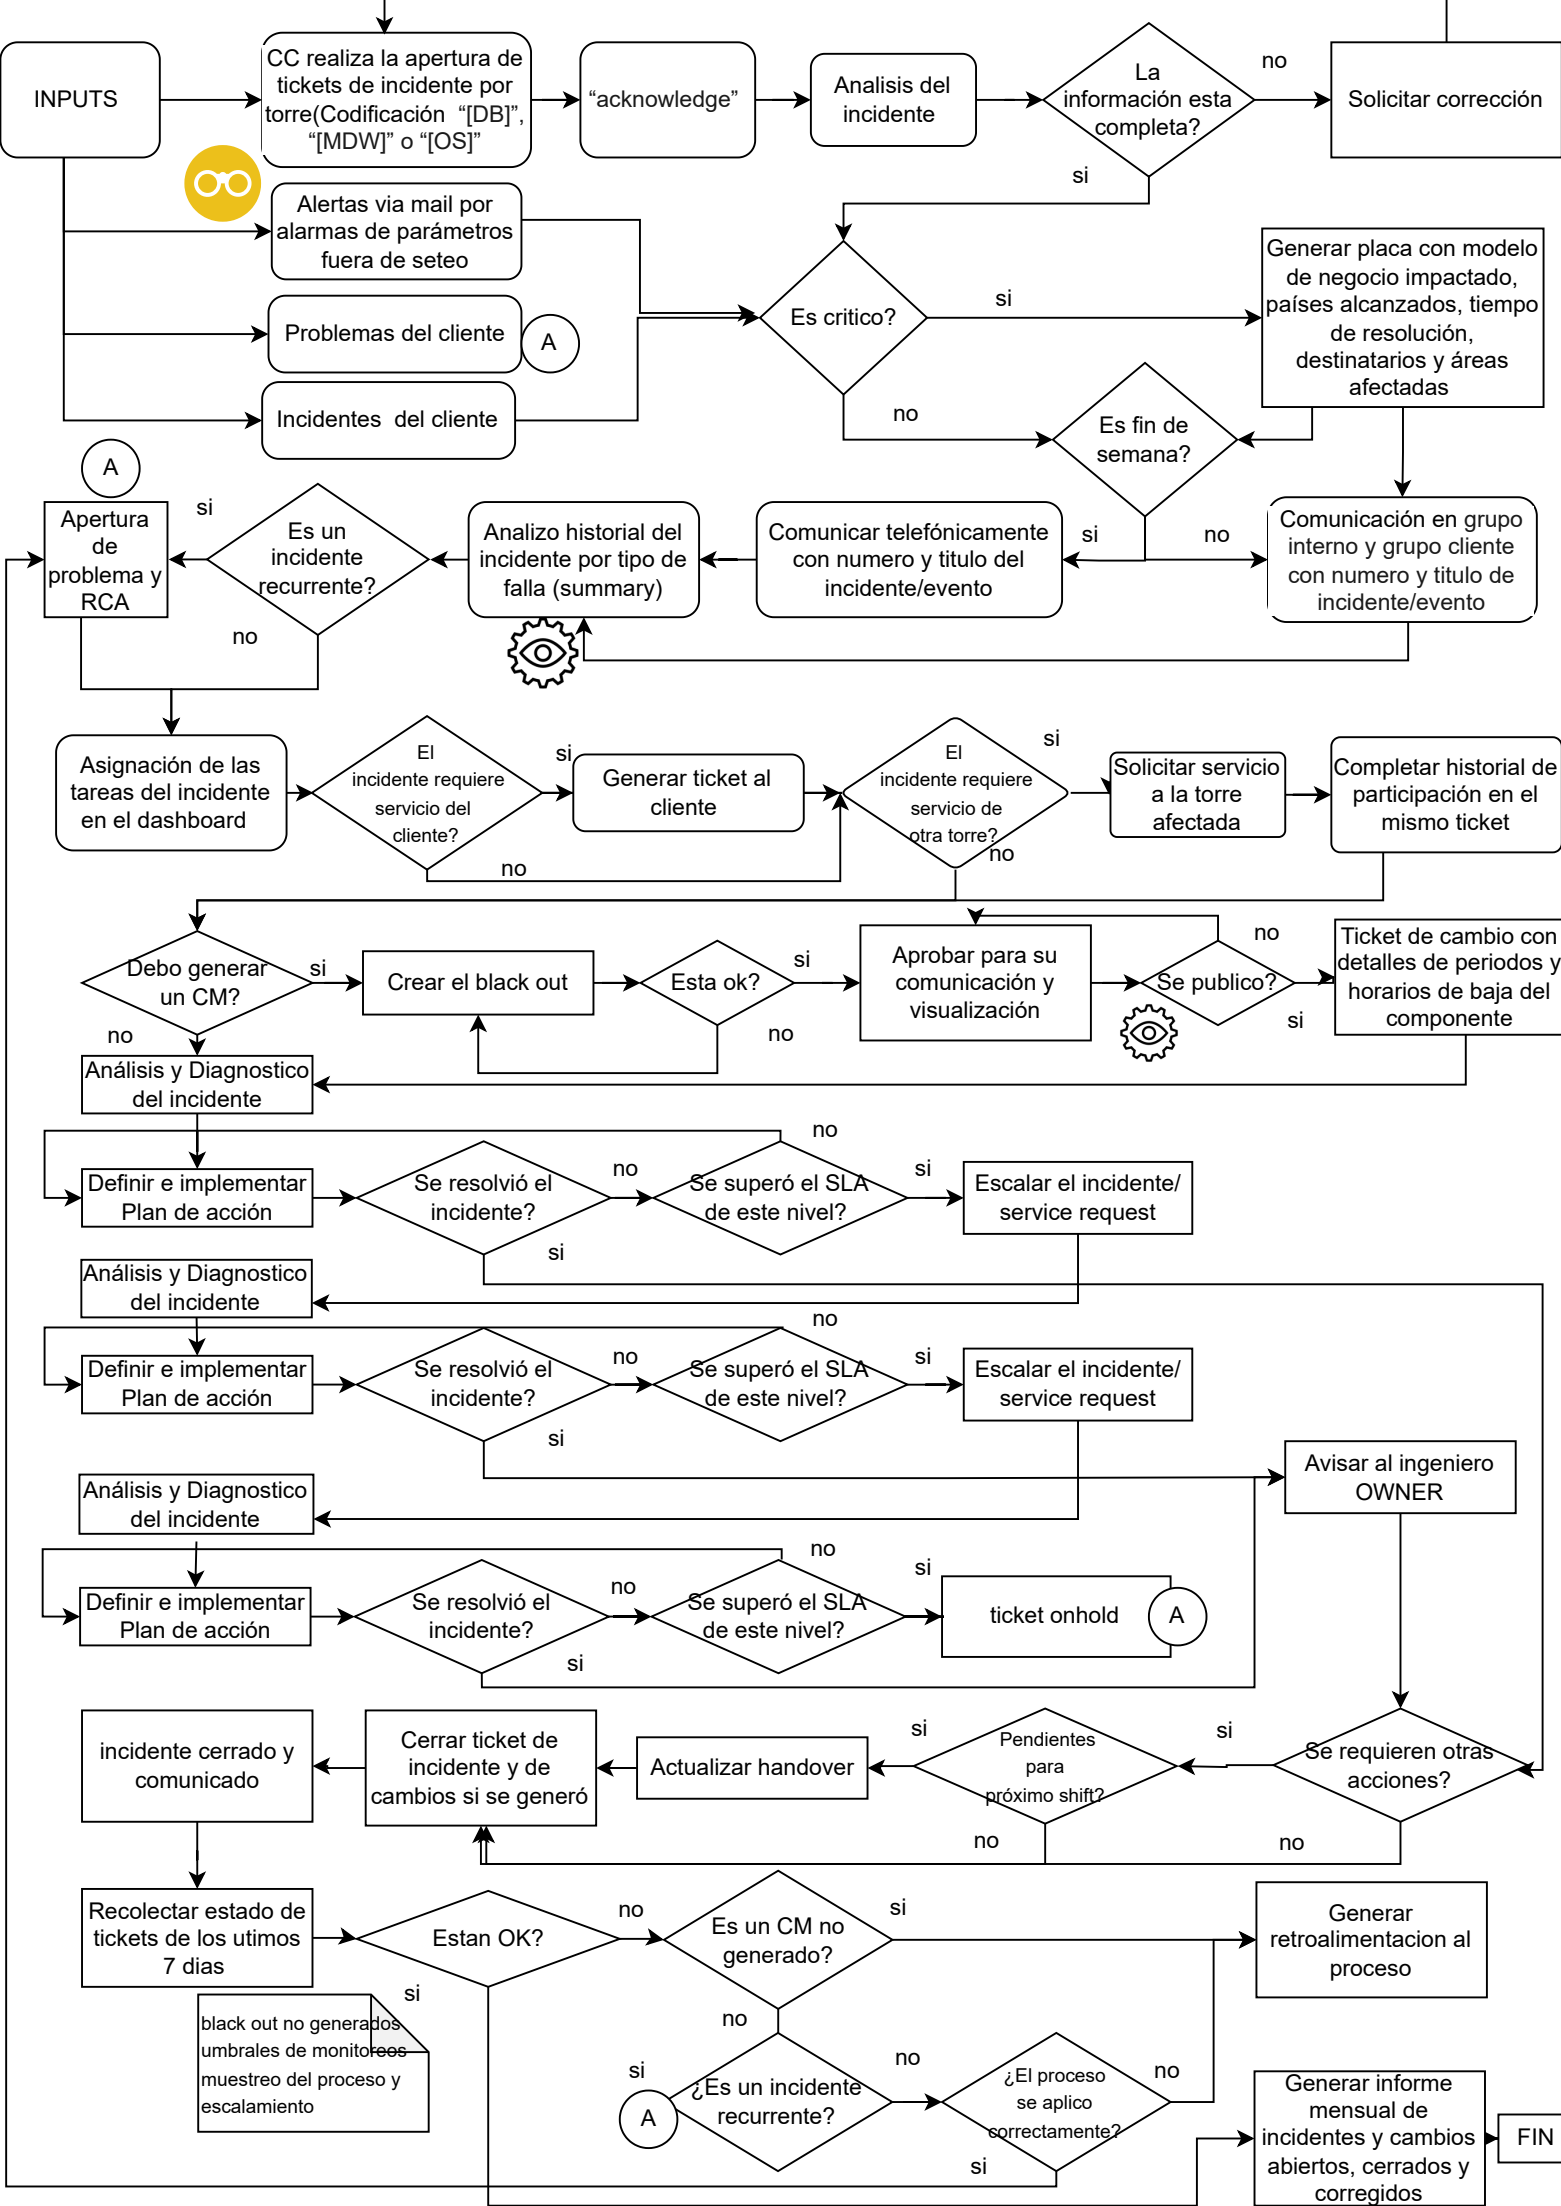 INPUTS
CC realiza la apertura de
tickets de incidente por
torre(Codificación  “[DB]”,
“[MDW]” o “[OS]”
“acknowledge”
Analisis del
incidente
La
información esta
completa?
no
Solicitar corrección
si
Alertas via mail por
alarmas de parámetros
fuera de seteo
Problemas del cliente
A
Incidentes  del cliente
Es critico?
si
no
Generar placa con modelo
de negocio impactado,
países alcanzados, tiempo
de resolución,
destinatarios y áreas
afectadas
Es fin de
semana?
si
no
Comunicación en grupo
interno y grupo cliente
con numero y titulo de
incidente/evento
Comunicar telefónicamente
con numero y titulo del
incidente/evento
Analizo historial del
incidente por tipo de
falla (summary)
Es un
incidente
recurrente?
si
no
A
Apertura
de
problema y
RCA
Asignación de las
tareas del incidente
en el dashboard
El
incidente requiere
servicio del
cliente?
si
no
Generar ticket al
cliente
El
incidente requiere
servicio de
otra torre?
si
no
Solicitar servicio
a la torre
afectada
Completar historial de
participación en el
mismo ticket
Debo generar
un CM?
si
no
Crear el black out
Esta ok?
si
no
Aprobar para su
comunicación y
visualización
Se publico?
no
si
Ticket de cambio con
detalles de periodos y
horarios de baja del
componente
Análisis y Diagnostico
del incidente
Definir e implementar
Plan de acción
Se resolvió el
incidente?
no
si
Se superó el SLA
de este nivel?
no
si
Escalar el incidente/
service request
Análisis y Diagnostico
del incidente
Definir e implementar
Plan de acción
Se resolvió el
incidente?
no
si
Se superó el SLA
de este nivel?
no
si
Escalar el incidente/
service request
Avisar al ingeniero
OWNER
Análisis y Diagnostico
del incidente
Definir e implementar
Plan de acción
Se resolvió el
incidente?
no
si
Se superó el SLA
de este nivel?
no
si
ticket onhold
A
Se requieren otras
acciones?
si
no
Pendientes
para
próximo shift?
si
no
Actualizar handover
Cerrar ticket de
incidente y de
cambios si se generó
incidente cerrado y
comunicado
Recolectar estado de
tickets de los utimos
7 dias
Estan OK?
no
si
black out no generados
umbrales de monitoreos
muestreo del proceso y
escalamiento
Es un CM no
generado?
si
no
Generar
retroalimentacion al
proceso
¿Es un incidente
recurrente?
si
A
no
¿El proceso
se aplico
correctamente?
no
si
Generar informe
mensual de
incidentes y cambios
abiertos, cerrados y
corregidos
FIN